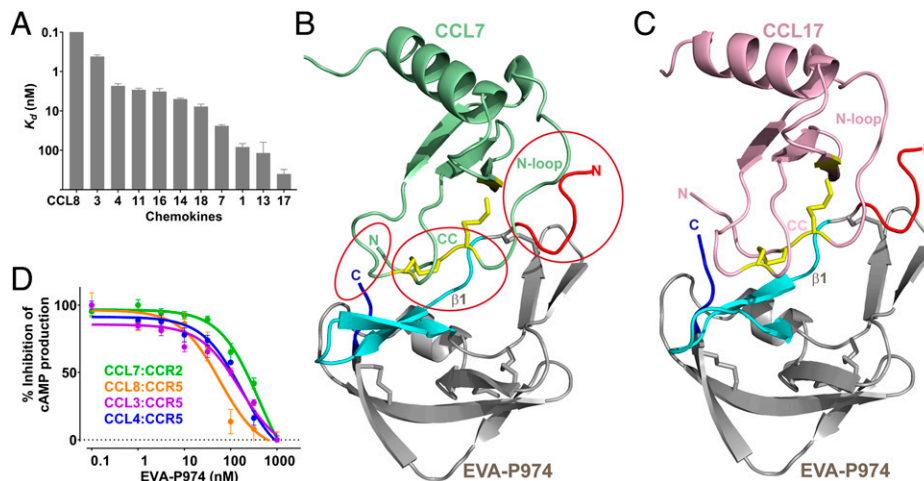 A
0.1
1
10
100
Kd (nM)
CCL8 3 4 11 16 14 18 7 1 13 17
Chemokines
B
CCL7
N-loop
N
N
CC
C
β1
EVA-P974
C
CCL17
N-loop
N
N
CC
C
β1
EVA-P974
D
% Inhibition of
cAMP production
100
50
0
CCL7:CCR2
CCL8:CCR5
CCL3:CCR5
CCL4:CCR5
0.1 1 10 100 1000
EVA-P974 (nM)